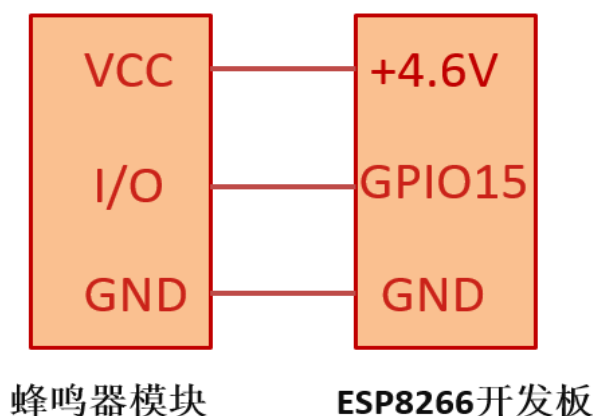 VCC +4.6V
I/O GPIO15
GND GND
蜂鸣器模块 ESP8266开发板